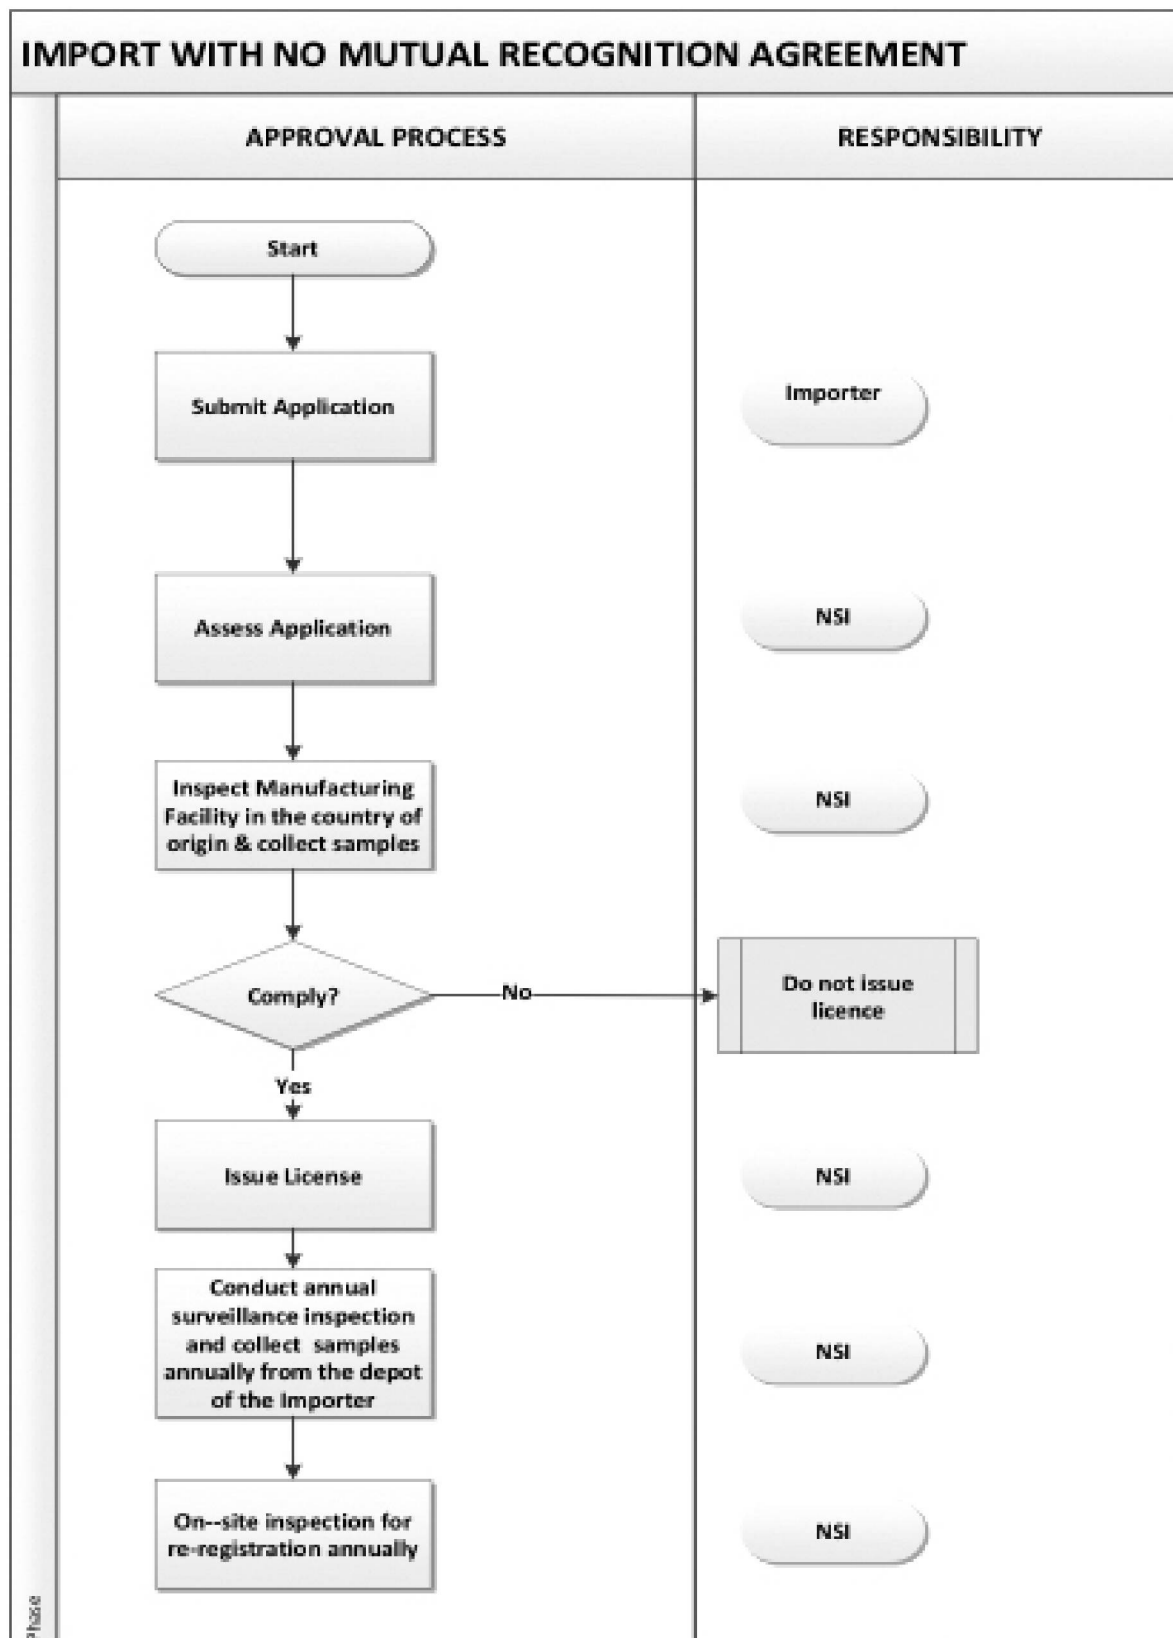 IMPORT WITH NO MUTUAL RECOGNITION AGREEMENT
APPROVAL PROCESS
RESPONSIBILITY
Start
Submit Application
Importer
Assess Application
NSI
Inspect Manufacturing
Facility in the country of
origin & collect samples
NSI
Comply?
No
Do not issue
licence
Yes
Issue License
NSI
Conduct annual
surveillance inspection
and collect samples
annually from the depot
of the Importer
NSI
On--site inspection for
re-registration annually
NSI
Phase